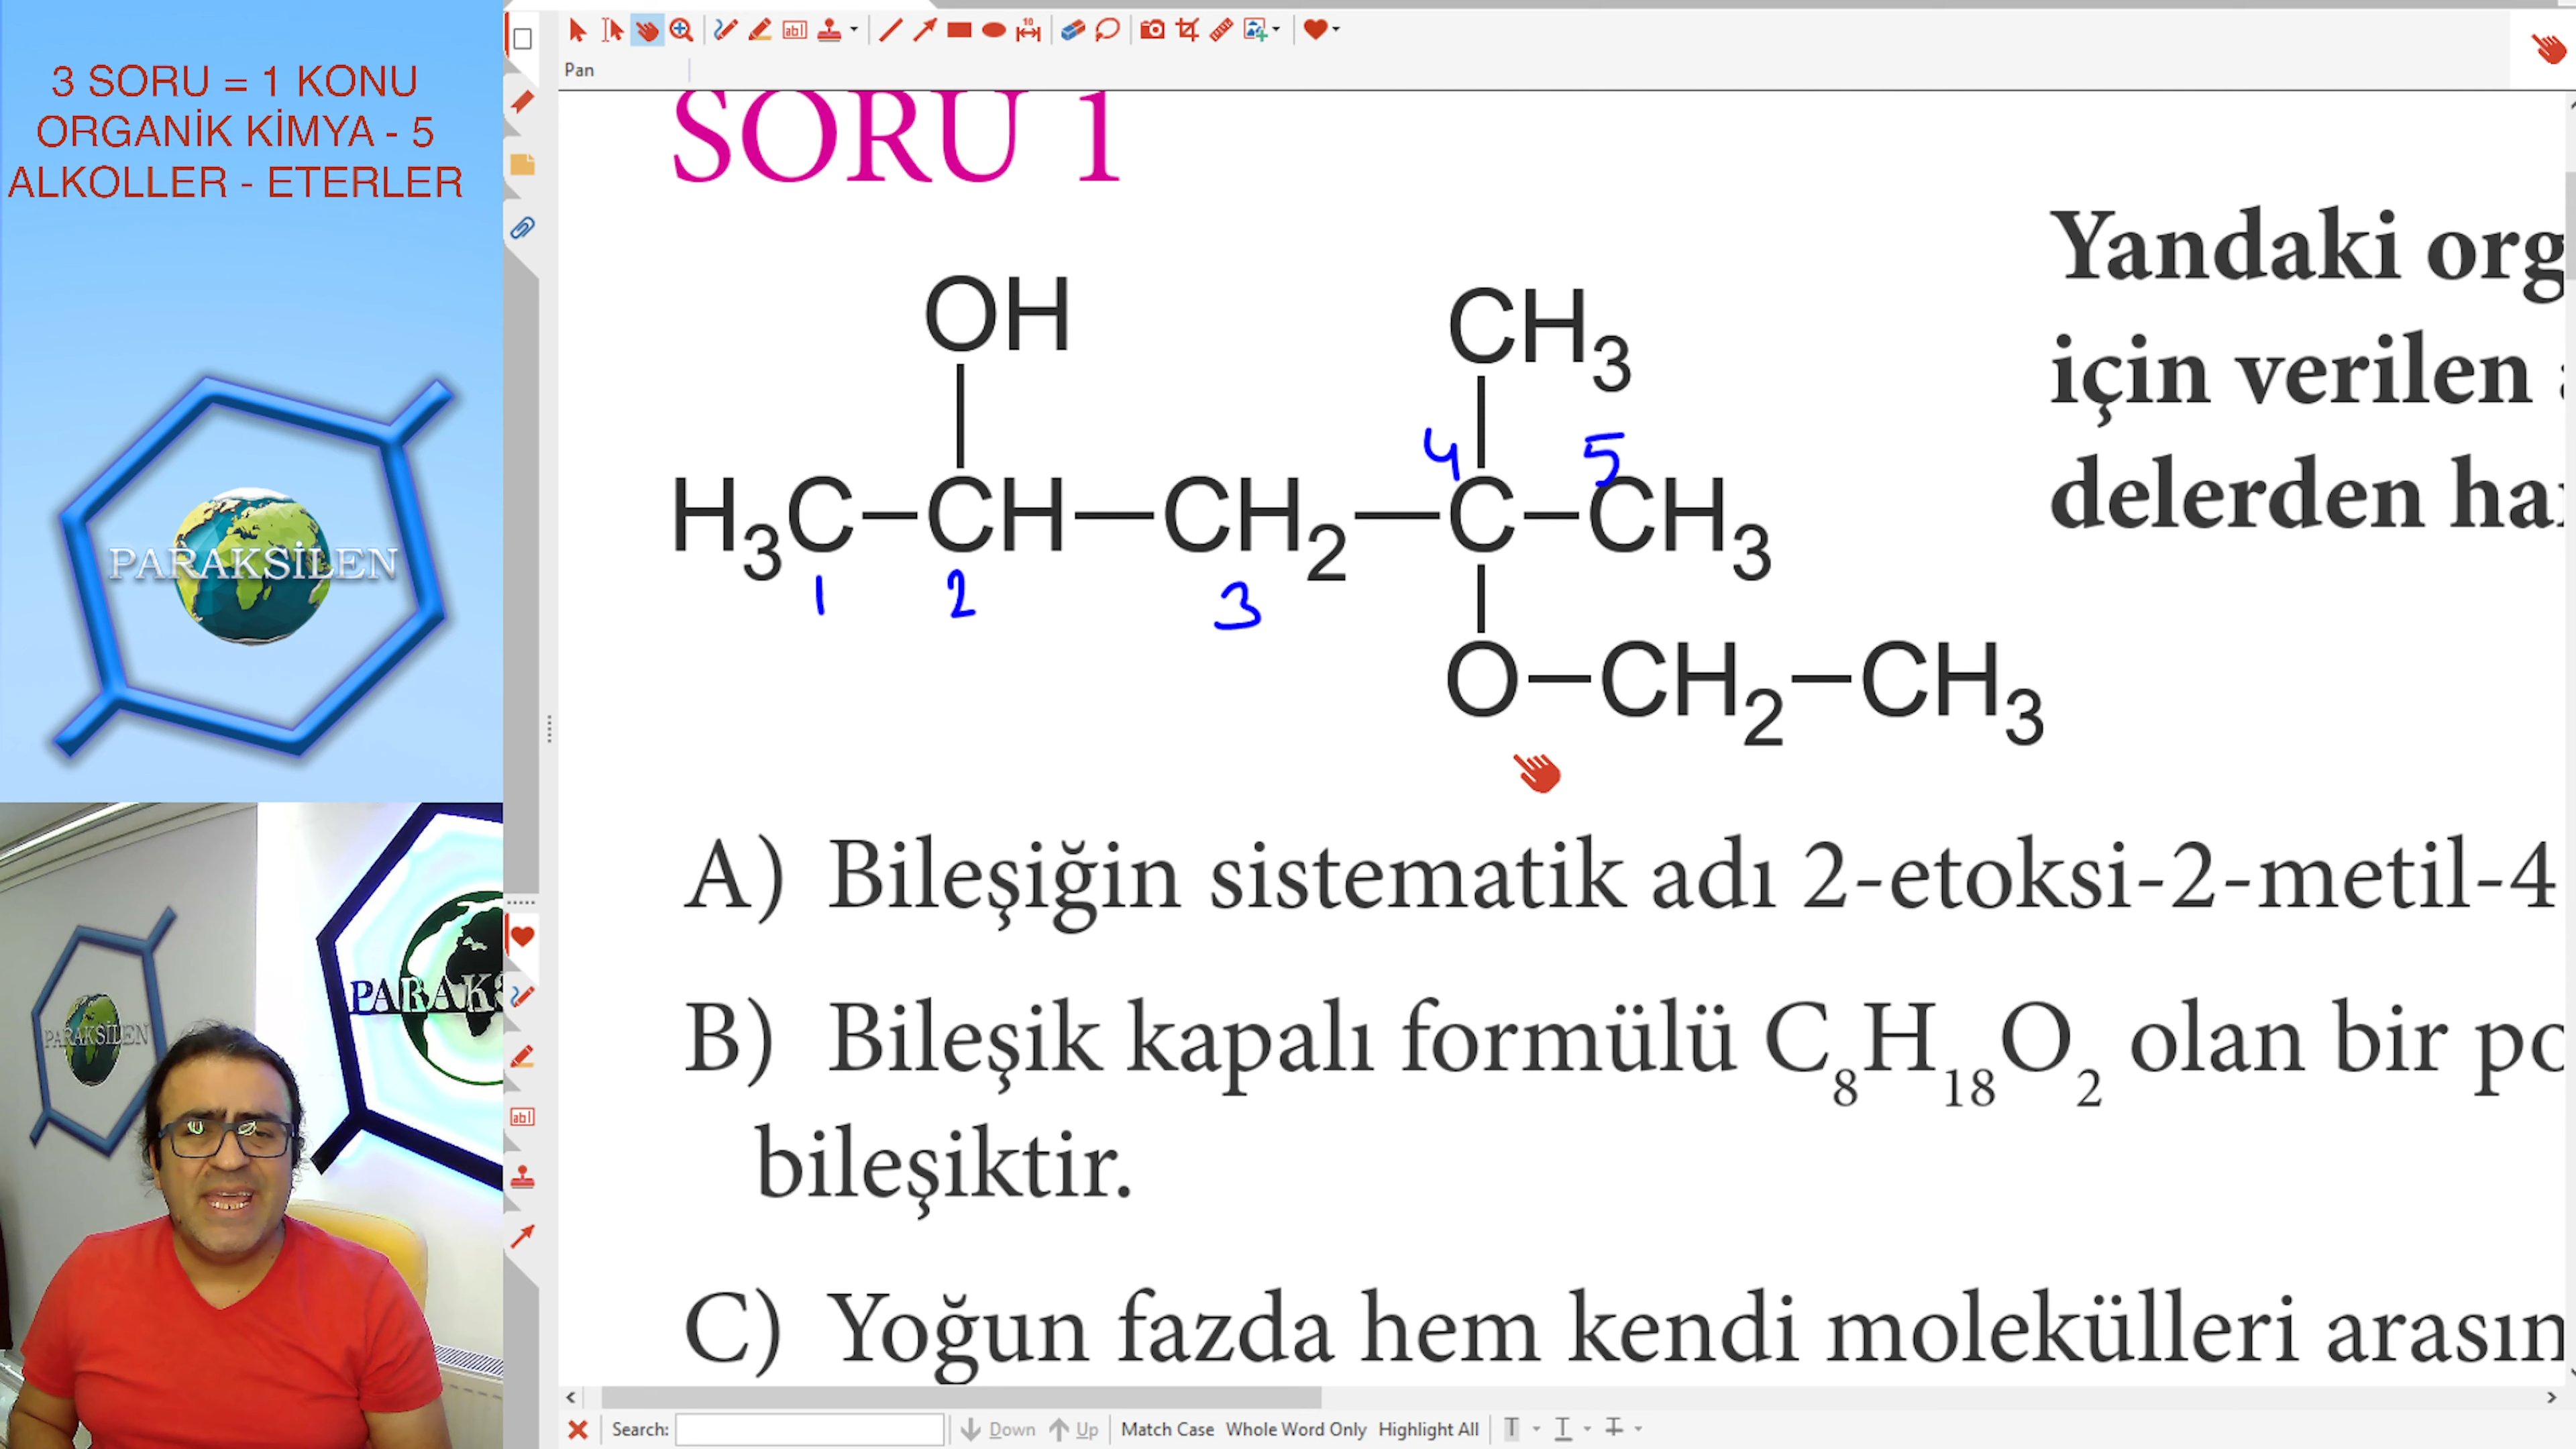 3 SORU = 1 KONU
ORGANİK KİMYA - 5
ALKOLLER - ETERLER
PARAKSİLEN
PARAKSİLEN
PARAKS
Pan
SORU 1
Yandaki org
için verilen
delerden ha
OH
CH3
4 5
H3C–CH–CH2–C–CH3
1 2 3
O–CH2–CH3
A) Bileşiğin sistematik adı 2-etoksi-2-metil-4
B) Bileşik kapalı formülü C8H18O2 olan bir po
bileşiktir.
C) Yoğun fazda hem kendi molekülleri arasın
Search: Down Up Match Case Whole Word Only Highlight All